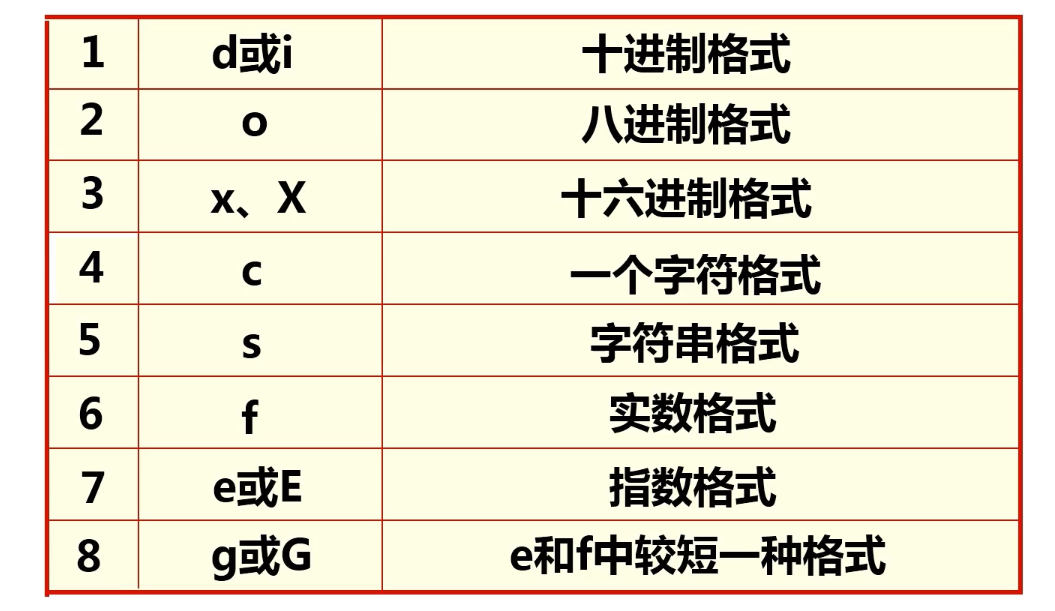 1 d或i 十进制格式
2 o 八进制格式
3 x、X 十六进制格式
4 c 一个字符格式
5 s 字符串格式
6 f 实数格式
7 e或E 指数格式
8 g或G e和f中较短一种格式